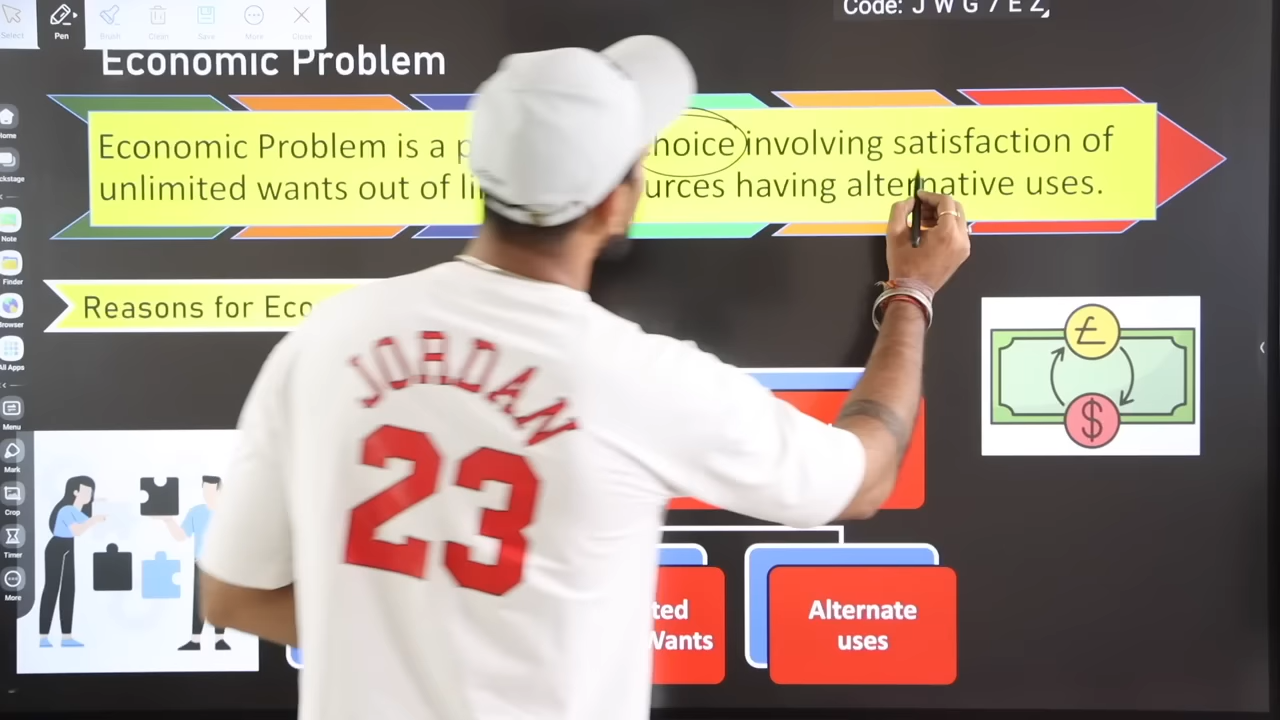 Code: J W G 7 E Z
Select
Pen
Brush
Clean
Save
More
Close
Economic Problem
Economic Problem is a p hoice involving satisfaction of
unlimited wants out of li urces having alternative uses.
Home
ckstage
Note
Finder
Browser
All Apps
Menu
Mark
Crop
Timer
More
Reasons for Eco
£
$
JORDAN
23
ted
Wants
Alternate
uses